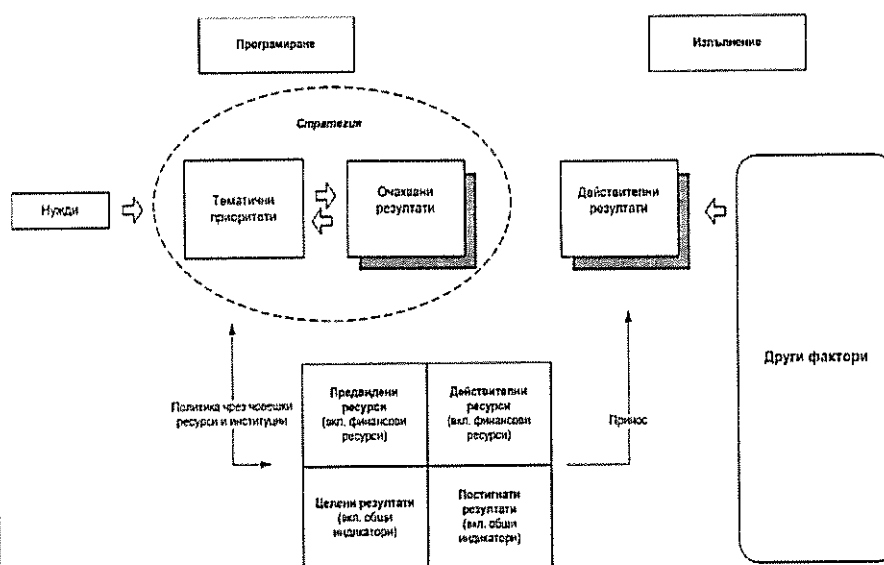 Програмиране
Изпълнение
Стратегия
Нужди
Тематични
приоритети
Очаквани
резултати
Действителни
резултати
Други фактори
Политика чрез човешки
ресурси и институции
Предвидени
ресурси
(вкл. финансови
ресурси)
Действителни
ресурси
(вкл. финансови
ресурси)
Принос
Целени резултати
(вкл. общи
индикатори)
Постигнати
резултати
(вкл. общи
индикатори)